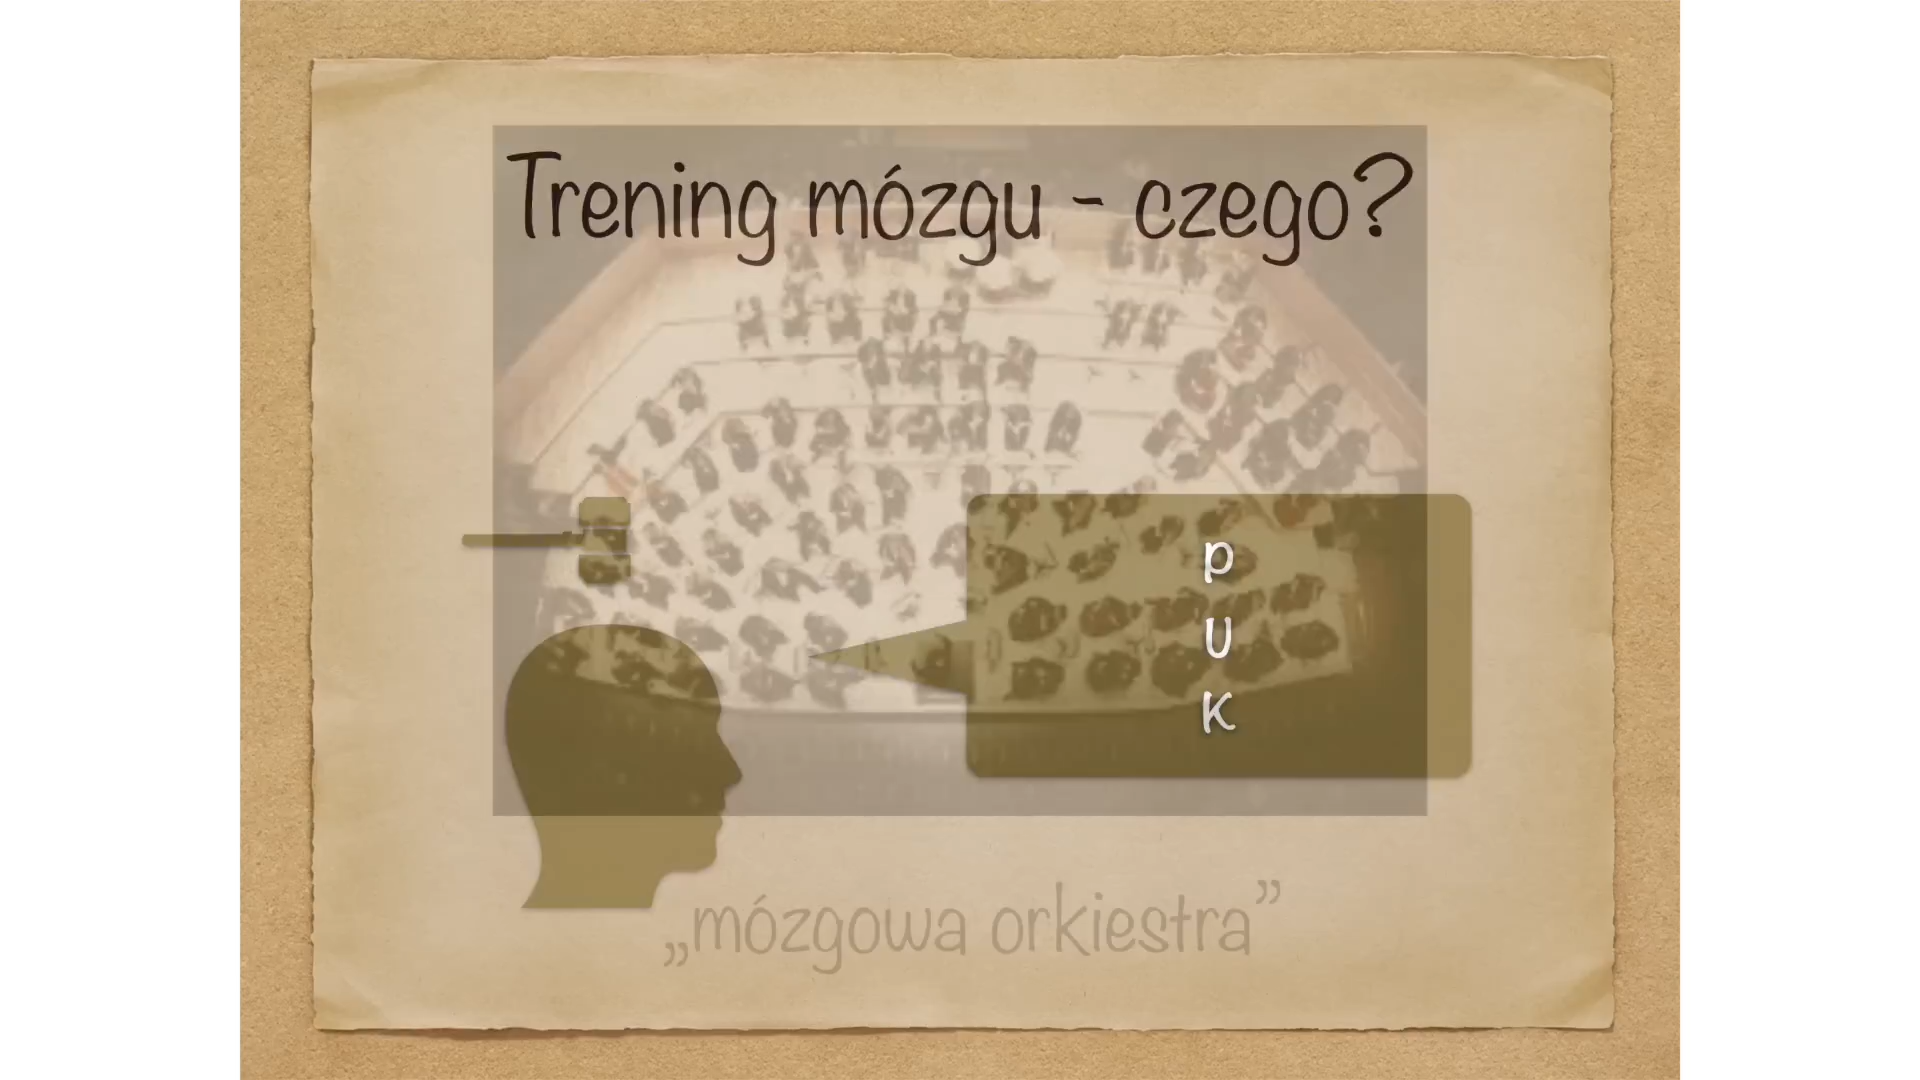 Trening mózgu - czego?
p
U
K
„mózgowa orkiestra”